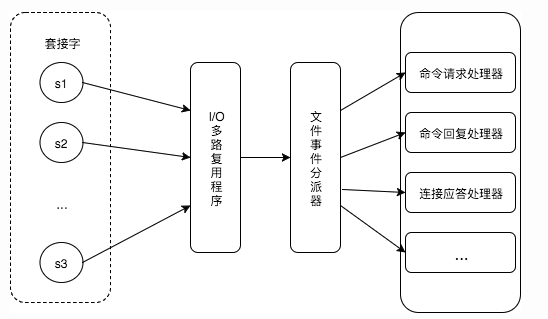 套接字
s1
s2
...
s3
I/O
多
路
复
用
程
序
文
件
事
件
分
派
器
命令请求处理器
命令回复处理器
连接应答处理器
...